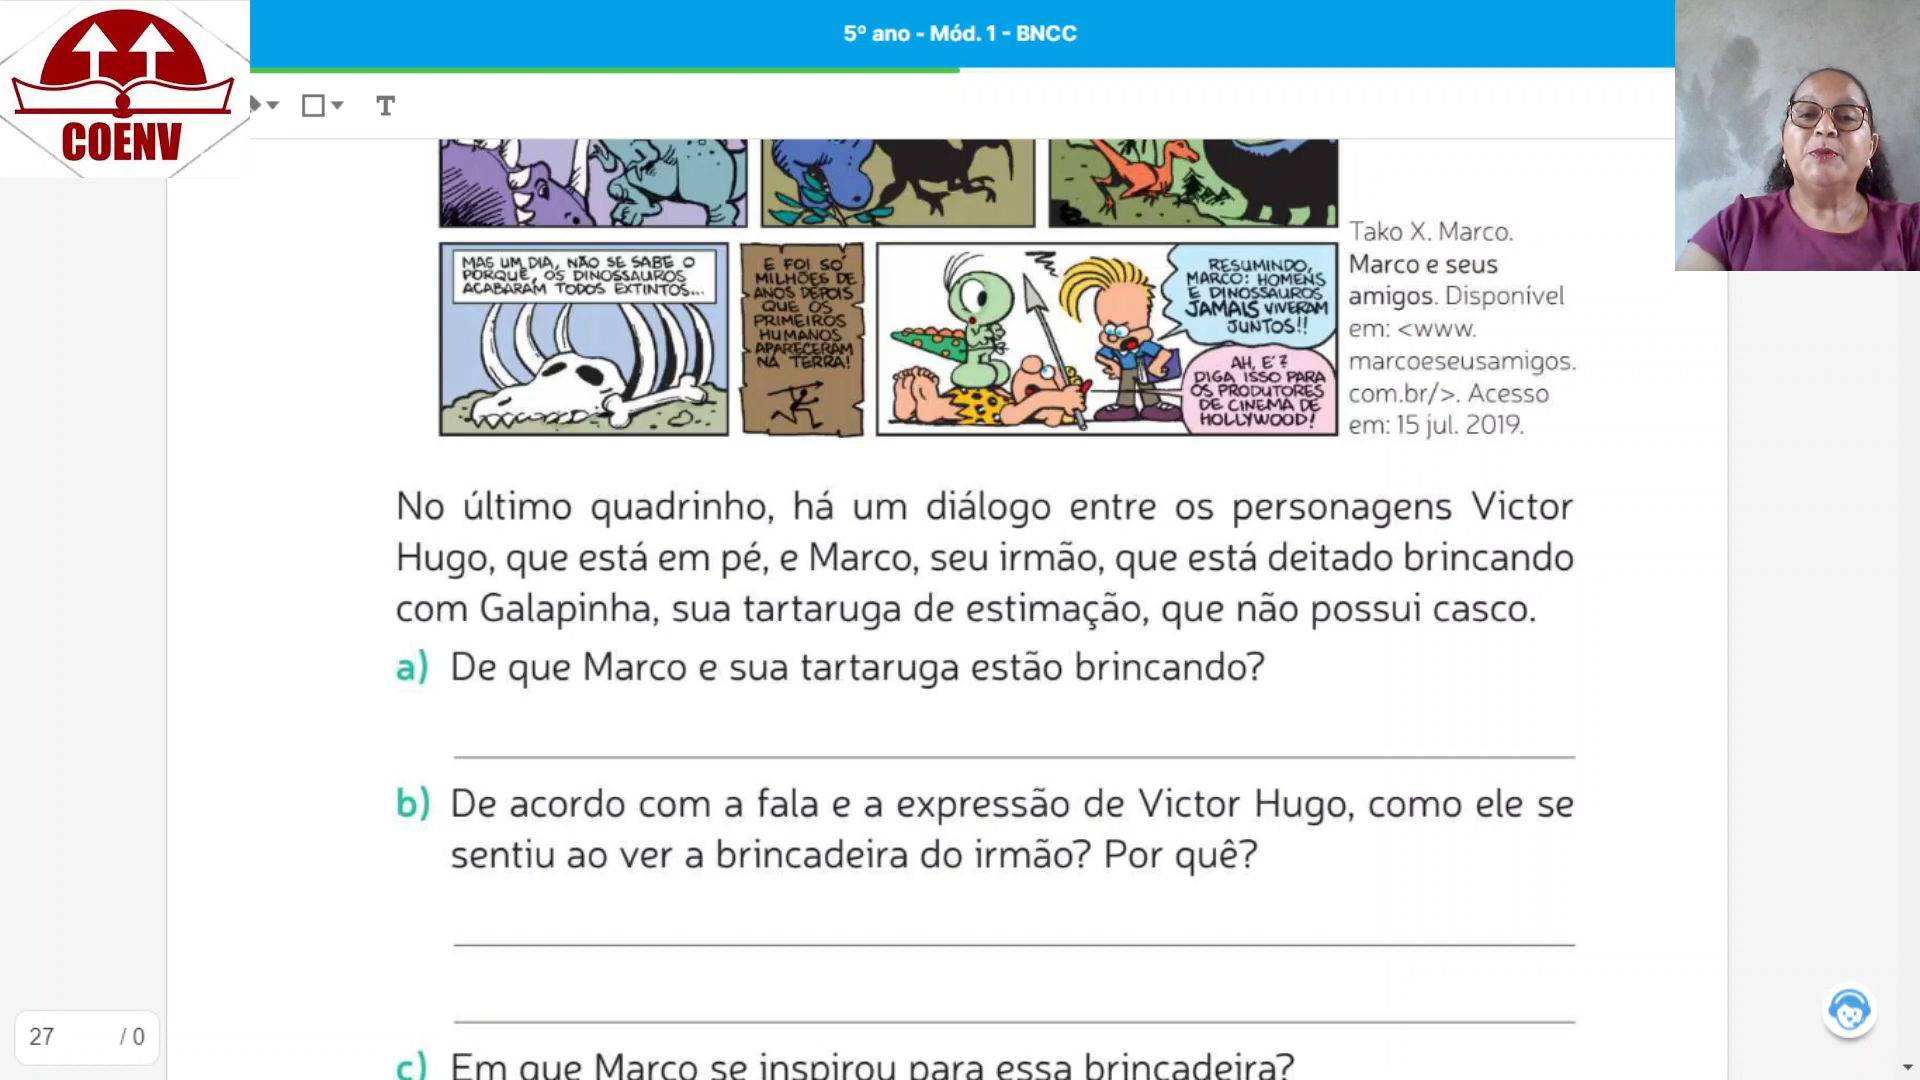 COENV
5º ano - Mód. 1 - BNCC
T
MAS UM DIA, NÃO SE SABE O
PORQUÊ, OS DINOSSAUROS
ACABARAM TODOS EXTINTOS...
E FOI SÓ
MILHÕES DE
ANOS DEPOIS
QUE OS
PRIMEIROS
HUMANOS
APARECERAM
NA TERRA!
RESUMINDO,
MARCO: HOMENS
E DINOSSAUROS
JAMAIS VIVERAM
JUNTOS!!
AH, É?
DIGA ISSO PARA
OS PRODUTORES
DE CINEMA DE
HOLLYWOOD!
Tako X. Marco.
Marco e seus
amigos. Disponível
em: <www.
marcoeseusamigos.
com.br/>. Acesso
em: 15 jul. 2019.
No último quadrinho, há um diálogo entre os personagens Victor
Hugo, que está em pé, e Marco, seu irmão, que está deitado brincando
com Galapinha, sua tartaruga de estimação, que não possui casco.
a) De que Marco e sua tartaruga estão brincando?
b) De acordo com a fala e a expressão de Victor Hugo, como ele se
sentiu ao ver a brincadeira do irmão? Por quê?
c) Em que Marco se inspirou para essa brincadeira?
27 / 0